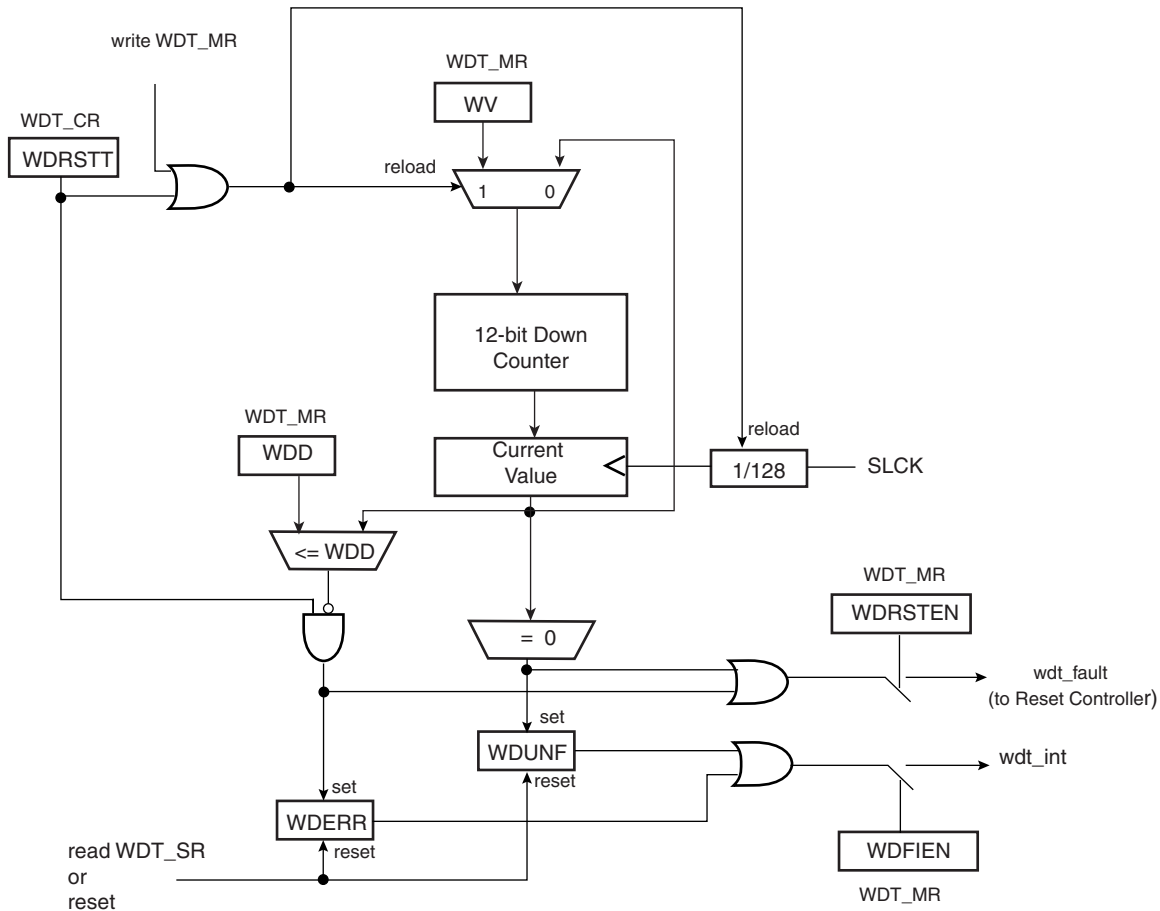 write WDT_MR
WDT_MR
WV
WDT_CR
WDRSTT
reload
1 0
12-bit Down
Counter
WDT_MR
WDD
Current
Value
reload
1/128
SLCK
<= WDD
= 0
WDT_MR
WDRSTEN
wdt_fault
(to Reset Controller)
set
WDUNF
reset
wdt_int
set
WDERR
reset
read WDT_SR
or
reset
WDFIEN
WDT_MR